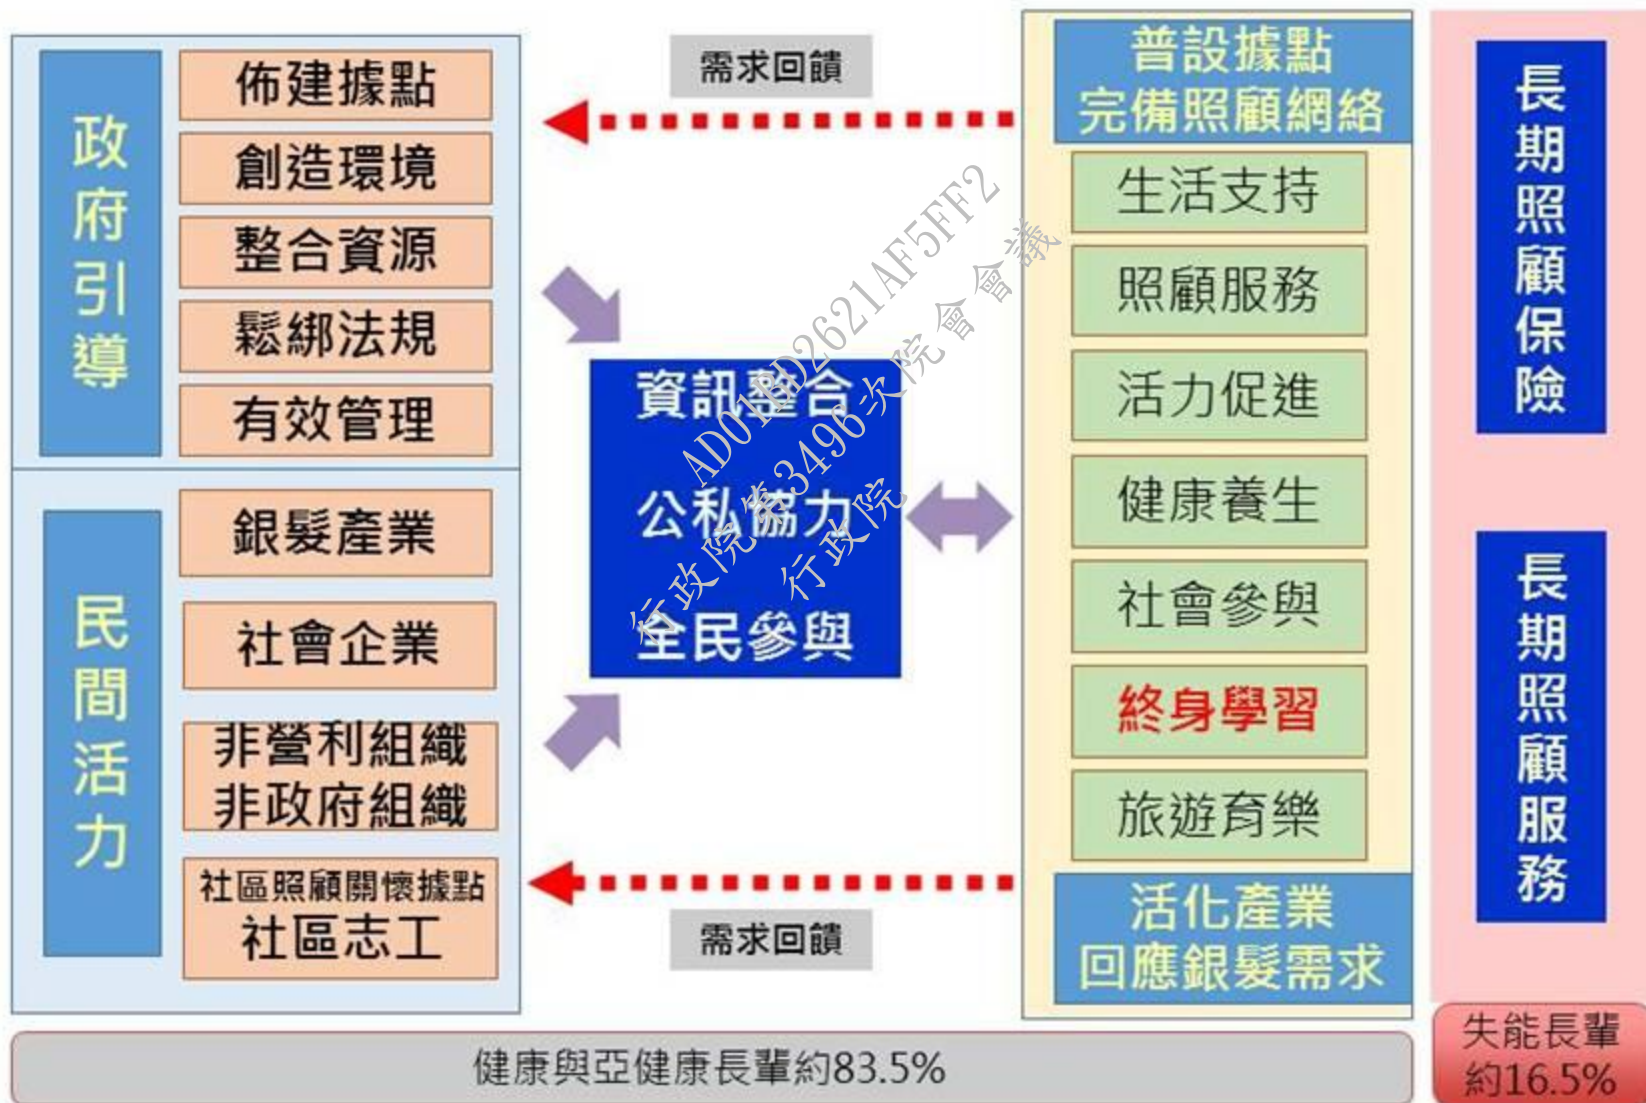 政府引導
佈建據點
創造環境
整合資源
鬆綁法規
有效管理
民間活力
銀髮產業
社會企業
非營利組織
非政府組織
社區照顧關懷據點
社區志工
需求回饋
資訊整合
公私協力
全民參與
需求回饋
普設據點
完備照顧網絡
生活支持
照顧服務
活力促進
健康養生
社會參與
終身學習
旅遊育樂
活化產業
回應銀髮需求
長期照顧保險
長期照顧服務
健康與亞健康長輩約83.5%
失能長輩
約16.5%
行政院第3496次院會會議
行政院